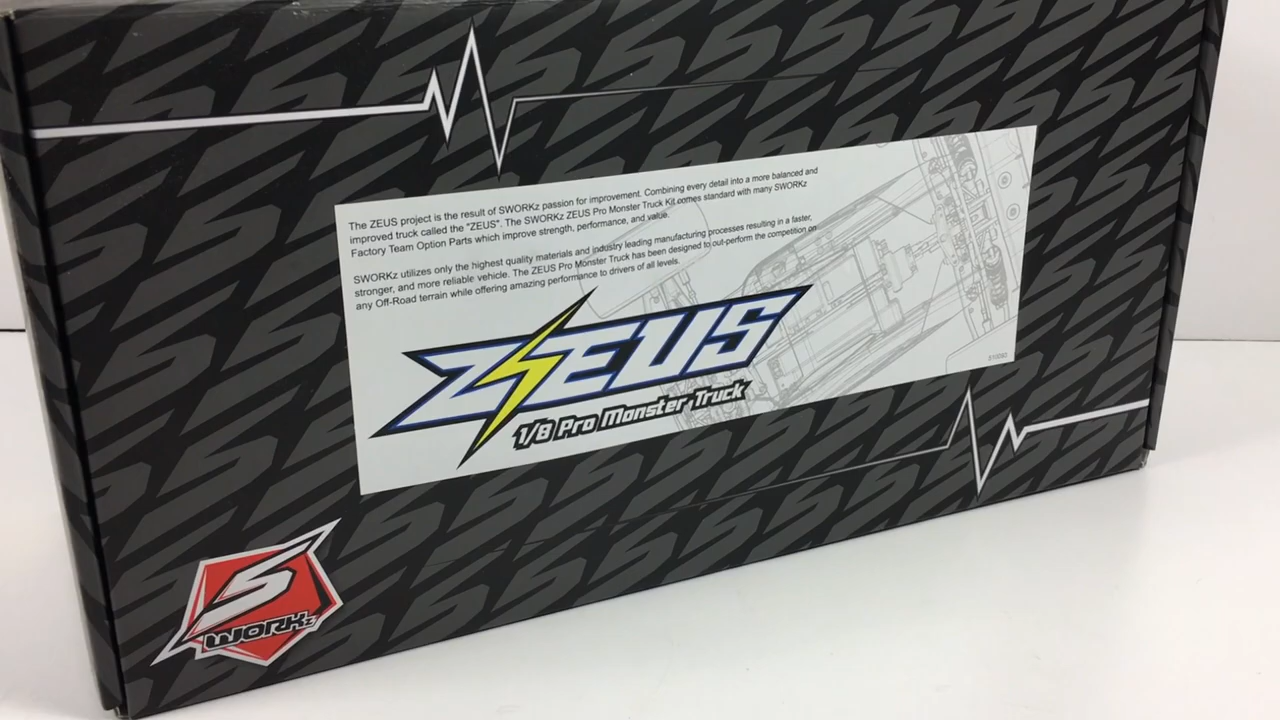 The ZEUS project is the result of SWORKz passion for improvement. Combining every detail into a more balanced and
improved truck called the "ZEUS". The SWORKz ZEUS Pro Monster Truck Kit comes standard with many SWORKz
Factory Team Option Parts which improve strength, performance, and value.
SWORKz utilizes only the highest quality materials and industry leading manufacturing processes resulting in a faster,
stronger, and more reliable vehicle. The ZEUS Pro Monster Truck has been designed to out-perform the competition on
any Off-Road terrain while offering amazing performance to drivers of all levels.
ZEUS
1/8 Pro Monster Truck
S
WORKz